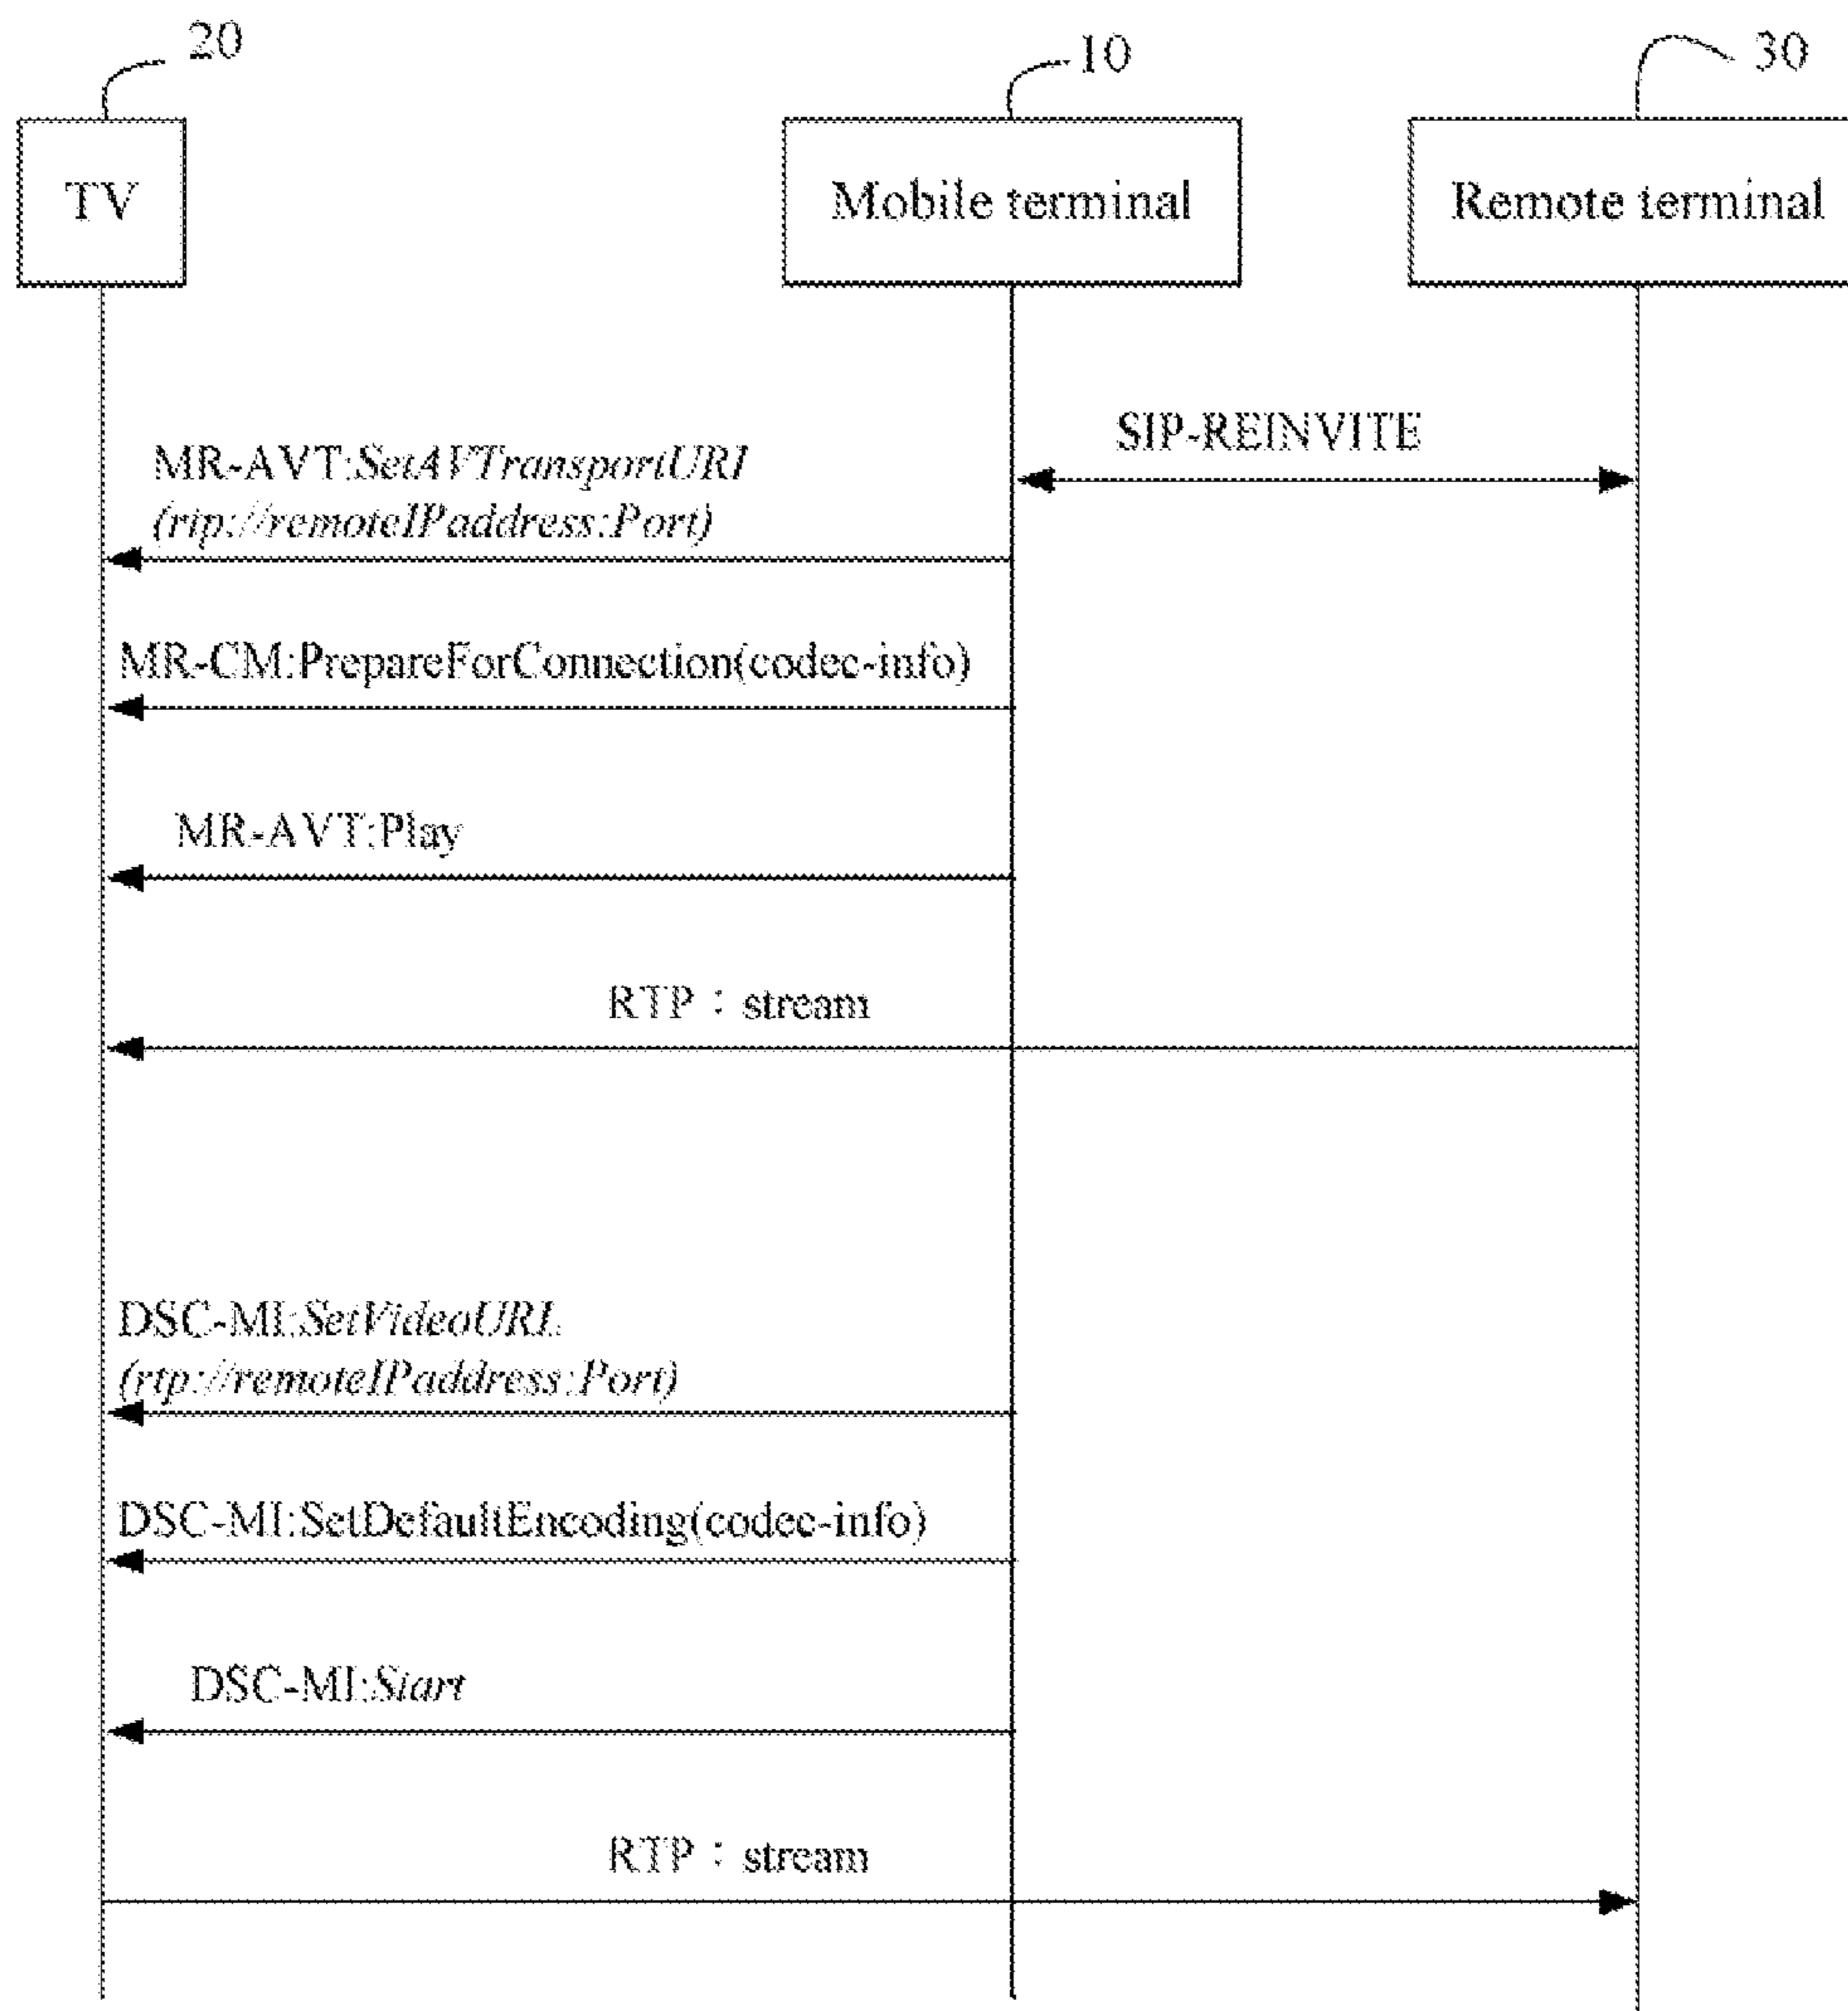 20
10
30
TV
Mobile terminal
Remote terminal
SIP-REINVITE
MR-AVT:SetAVTransportURI
(rtp://remoteIPaddress:Port)
MR-CM:PrepareForConnection(codec-info)
MR-AVT:Play
RTP：stream
DSC-MI:SetVideoURL
(rtp://remoteIPaddress:Port)
DSC-MI:SetDefaultEncoding(codec-info)
DSC-MI:Start
RTP：stream